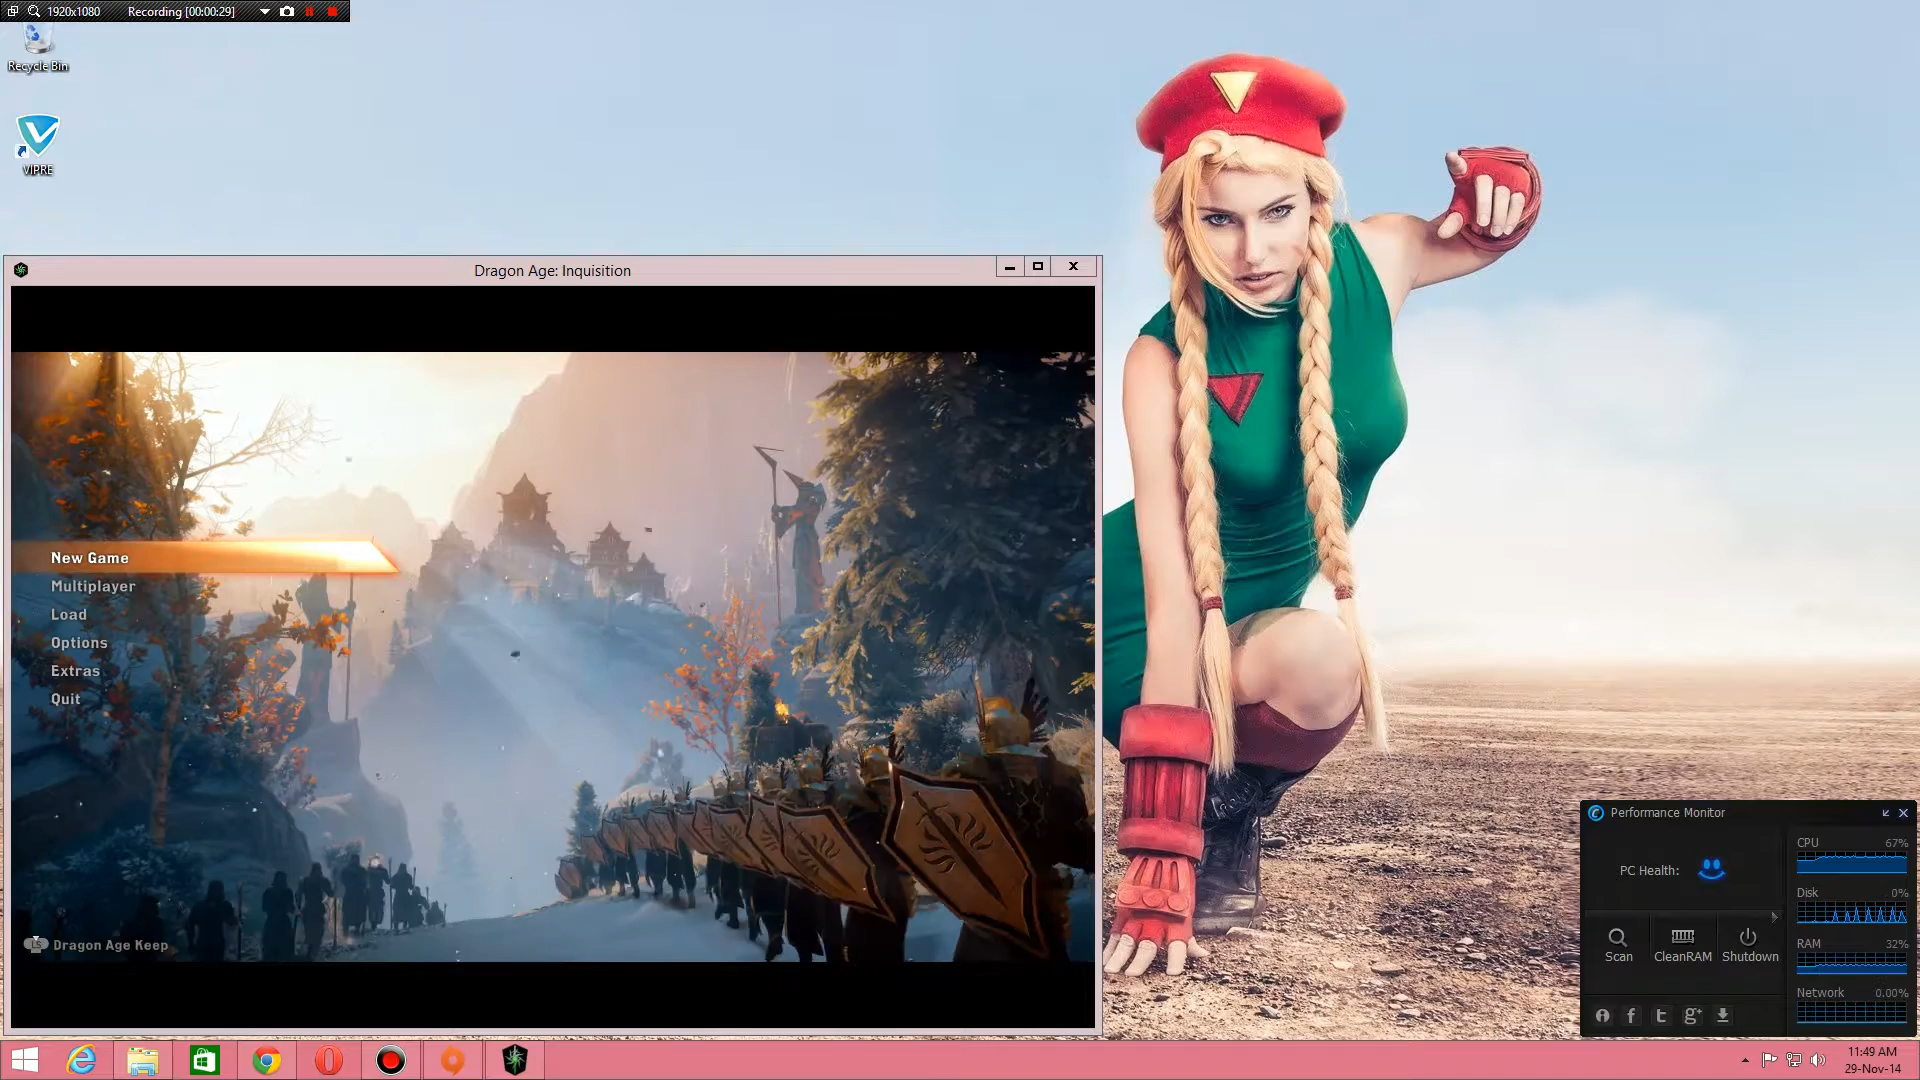 1920x1080 Recording [00:00:29]
Recycle Bin
VIPRE
Dragon Age: Inquisition
New Game
Multiplayer
Load
Options
Extras
Quit
LS Dragon Age Keep
Performance Monitor
PC Health:
CPU 67%
Disk 0%
RAM 32%
Network 0.00%
Scan CleanRAM Shutdown
11:49 AM
29-Nov-14